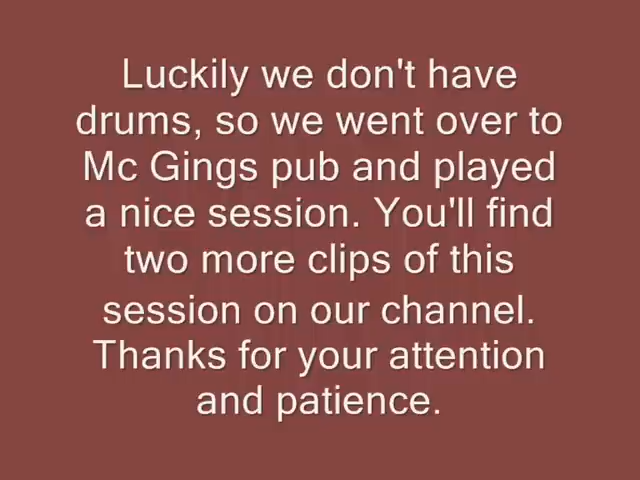 Luckily we don't have
drums, so we went over to
Mc Gings pub and played
a nice session. You'll find
two more clips of this
session on our channel.
Thanks for your attention
and patience.